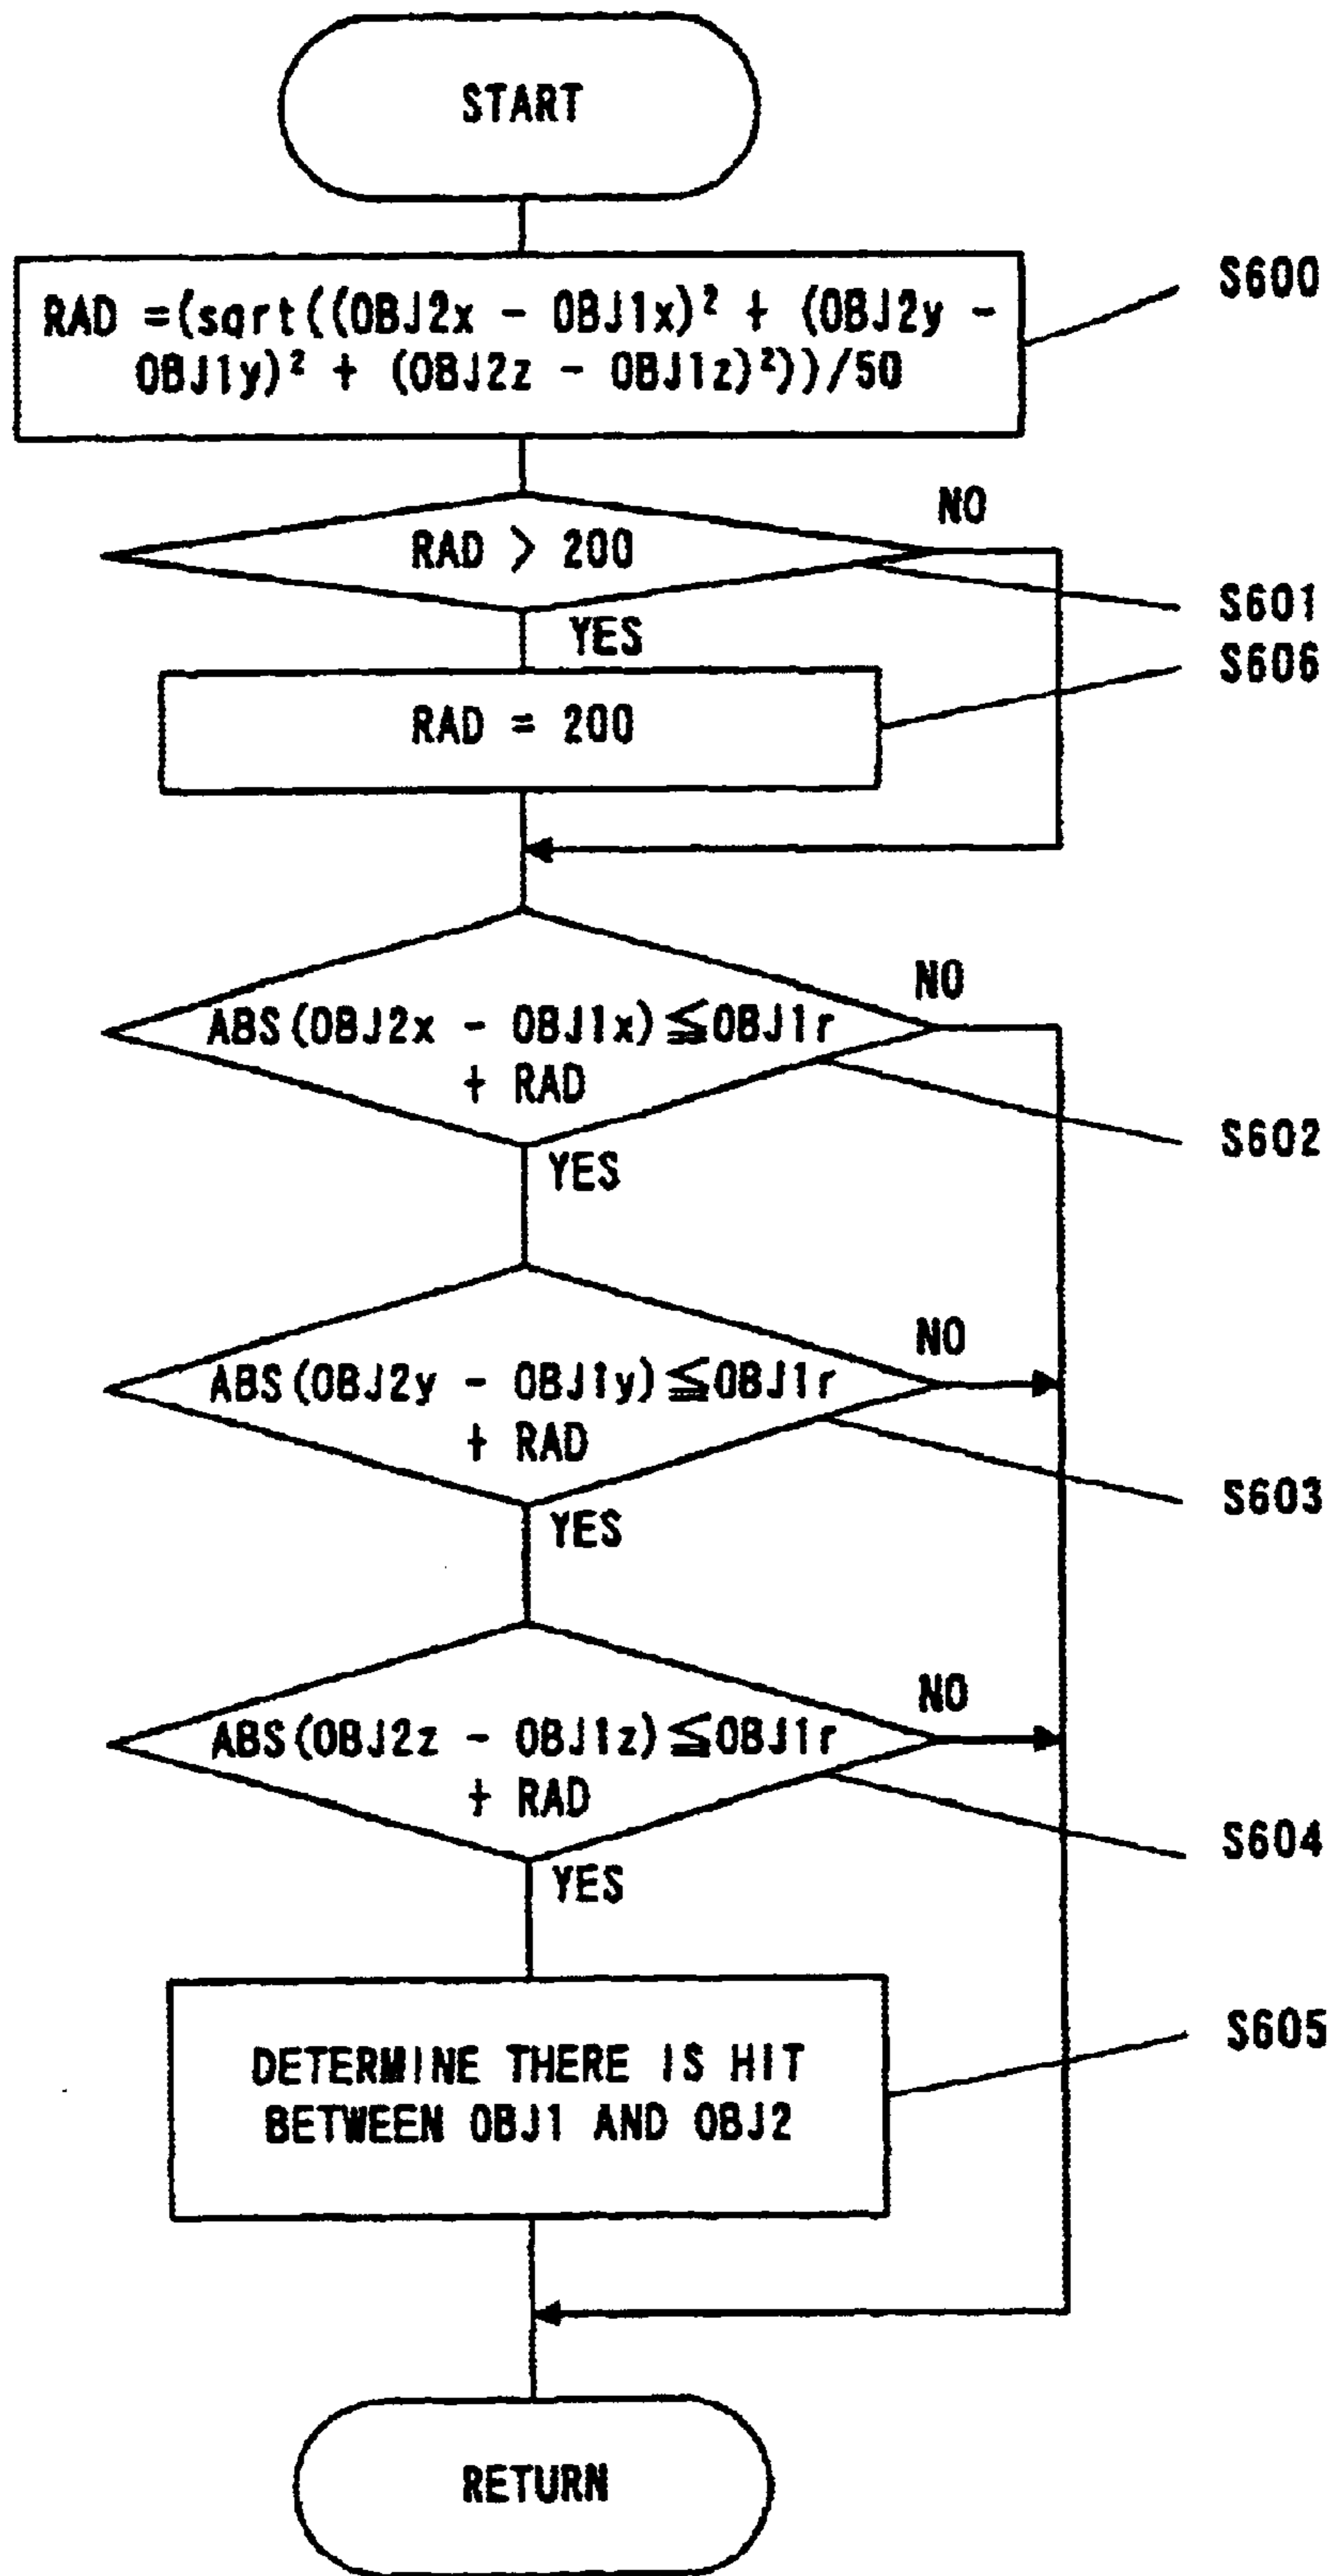 START
RAD =(sqrt((OBJ2x - OBJ1x)² + (OBJ2y -
OBJ1y)² + (OBJ2z - OBJ1z)²))/50
S600
RAD > 200
NO
S601
YES
S606
RAD = 200
ABS(OBJ2x - OBJ1x)≦OBJ1r
+ RAD
NO
S602
YES
ABS(OBJ2y - OBJ1y)≦OBJ1r
+ RAD
NO
S603
YES
ABS(OBJ2z - OBJ1z)≦OBJ1r
+ RAD
NO
S604
YES
DETERMINE THERE IS HIT
BETWEEN OBJ1 AND OBJ2
S605
RETURN